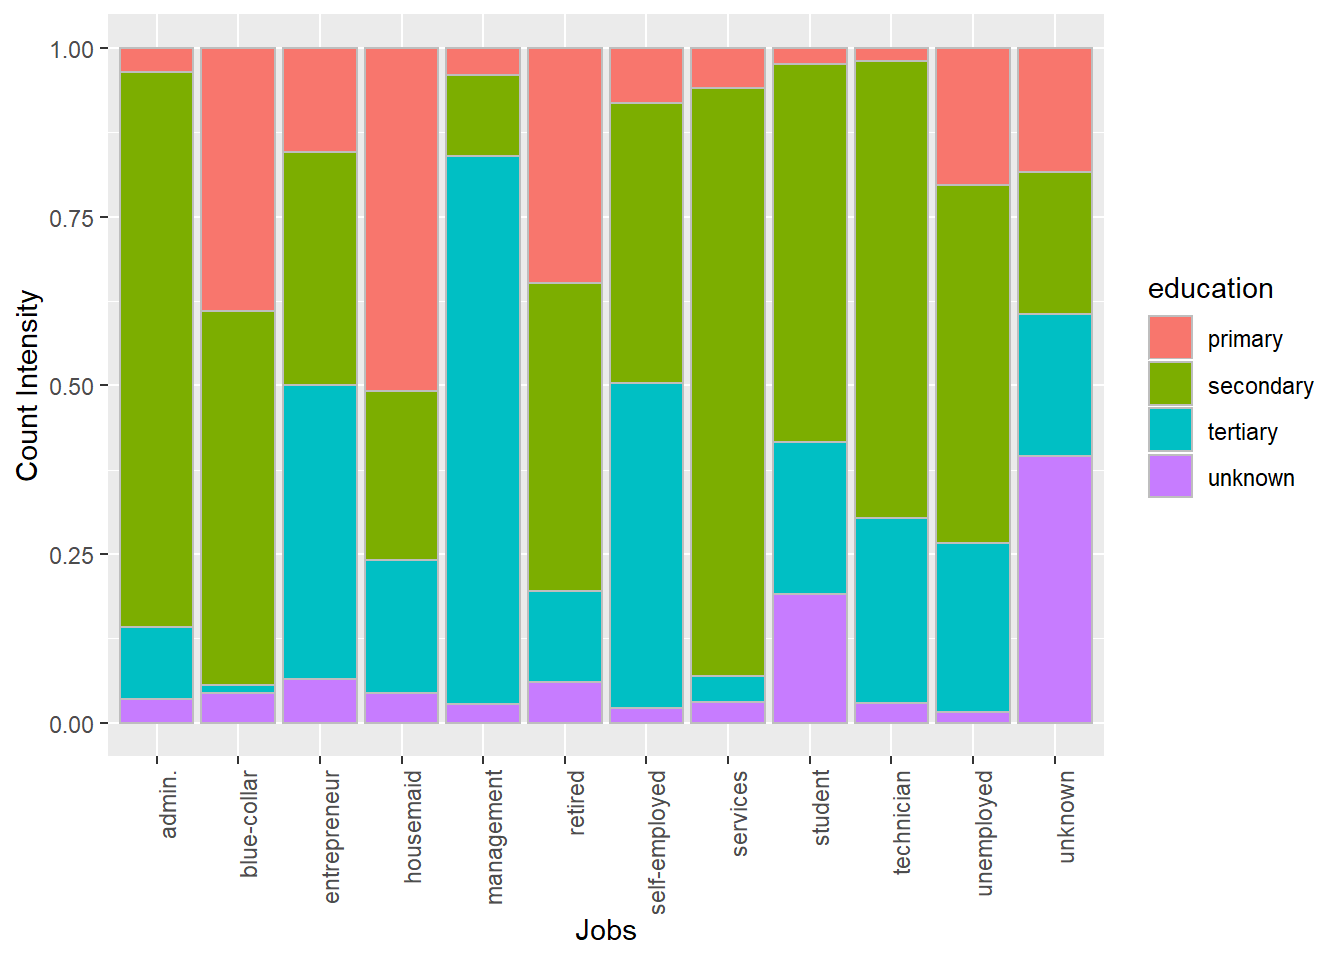 1.00
0.75
0.50
0.25
0.00
Count Intensity
admin.
blue-collar
entrepreneur
housemaid
management
retired
self-employed
services
student
technician
unemployed
unknown
Jobs
education
primary
secondary
tertiary
unknown